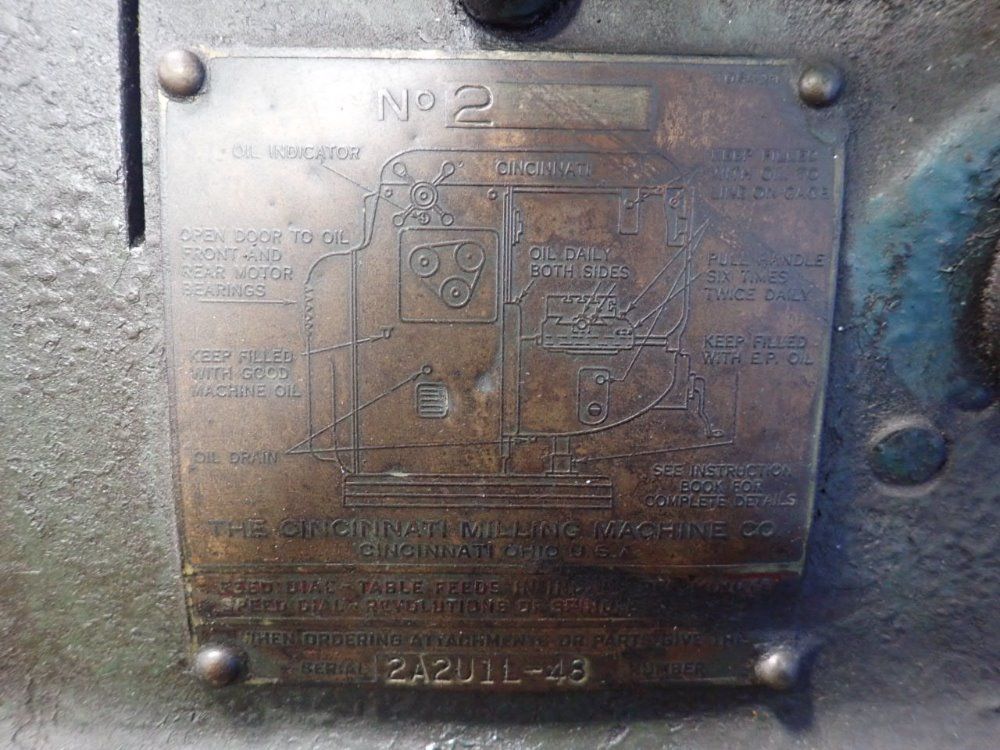 No 2
OIL INDICATOR
CINCINNATI
KEEP FILLED
WITH OIL TO
LINE ON GAGE
OPEN DOOR TO OIL
FRONT AND
REAR MOTOR
BEARINGS
OIL DAILY
BOTH SIDES
PULL HANDLE
SIX TIMES
TWICE DAILY
KEEP FILLED
WITH GOOD
MACHINE OIL
KEEP FILLED
WITH E.P. OIL
OIL DRAIN
SEE INSTRUCTION
BOOK FOR
COMPLETE DETAILS
THE CINCINNATI MILLING MACHINE CO.
CINCINNATI OHIO U.S.A.
FEED DIAL - TABLE FEEDS IN
SPEED DIAL - REVOLUTIONS OF
WHEN ORDERING ATTACHMENTS OR PARTS GIVE THE
SERIAL 2A2U1L-48 NUMBER